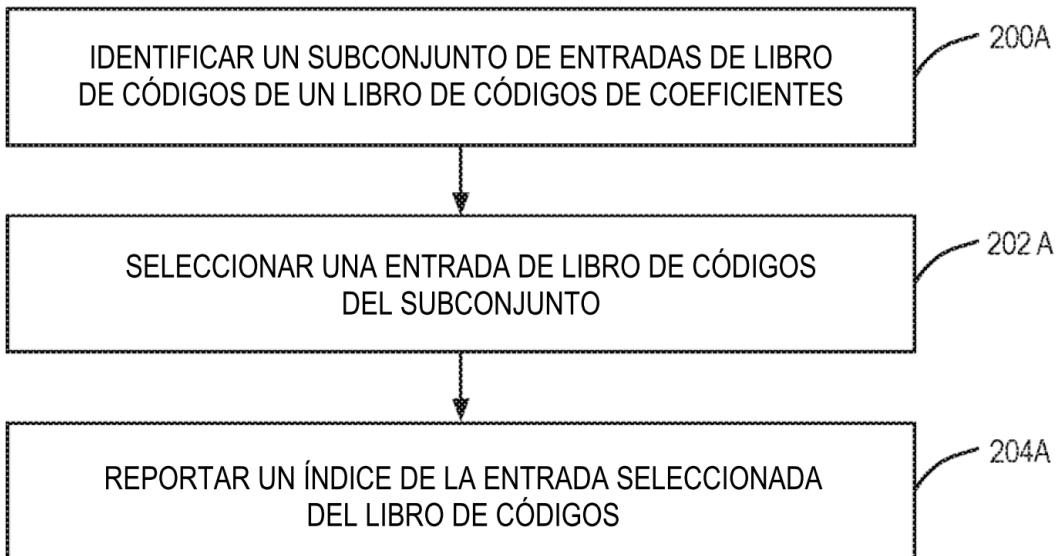 IDENTIFICAR UN SUBCONJUNTO DE ENTRADAS DE LIBRO
DE CÓDIGOS DE UN LIBRO DE CÓDIGOS DE COEFICIENTES
200A
SELECCIONAR UNA ENTRADA DE LIBRO DE CÓDIGOS
DEL SUBCONJUNTO
202 A
REPORTAR UN ÍNDICE DE LA ENTRADA SELECCIONADA
DEL LIBRO DE CÓDIGOS
204A